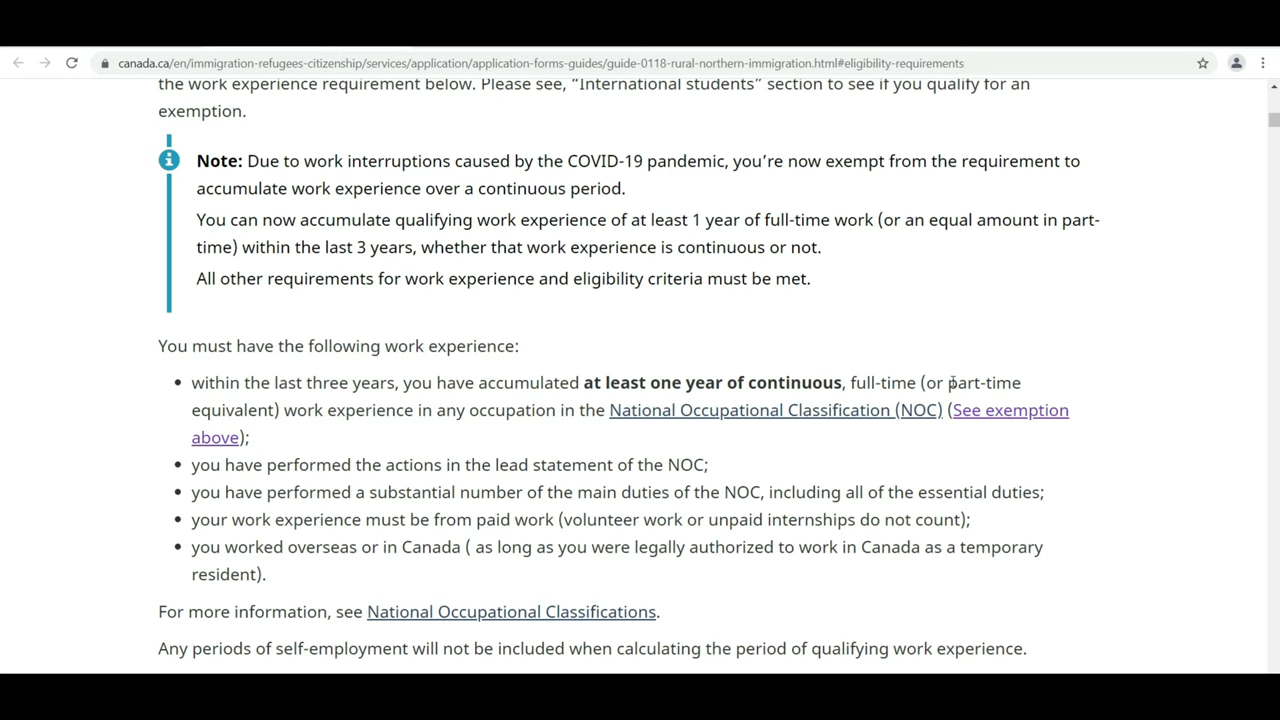 canada.ca/en/immigration-refugees-citizenship/services/application/application-forms-guides/guide-0118-rural-northern-immigration.html#eligibility-requirements
the work experience requirement below. Please see, “International students” section to see if you qualify for an
exemption.
Note: Due to work interruptions caused by the COVID-19 pandemic, you’re now exempt from the requirement to
accumulate work experience over a continuous period.
You can now accumulate qualifying work experience of at least 1 year of full-time work (or an equal amount in part-
time) within the last 3 years, whether that work experience is continuous or not.
All other requirements for work experience and eligibility criteria must be met.
You must have the following work experience:
• within the last three years, you have accumulated at least one year of continuous, full-time (or part-time
equivalent) work experience in any occupation in the National Occupational Classification (NOC) (See exemption
above);
• you have performed the actions in the lead statement of the NOC;
• you have performed a substantial number of the main duties of the NOC, including all of the essential duties;
• your work experience must be from paid work (volunteer work or unpaid internships do not count);
• you worked overseas or in Canada ( as long as you were legally authorized to work in Canada as a temporary
resident).
For more information, see National Occupational Classifications.
Any periods of self-employment will not be included when calculating the period of qualifying work experience.